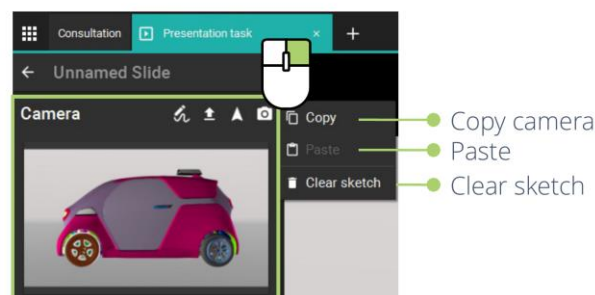 Consultation
Presentation task
Unnamed Slide
Camera
Copy
Paste
Clear sketch
Copy camera
Paste
Clear sketch